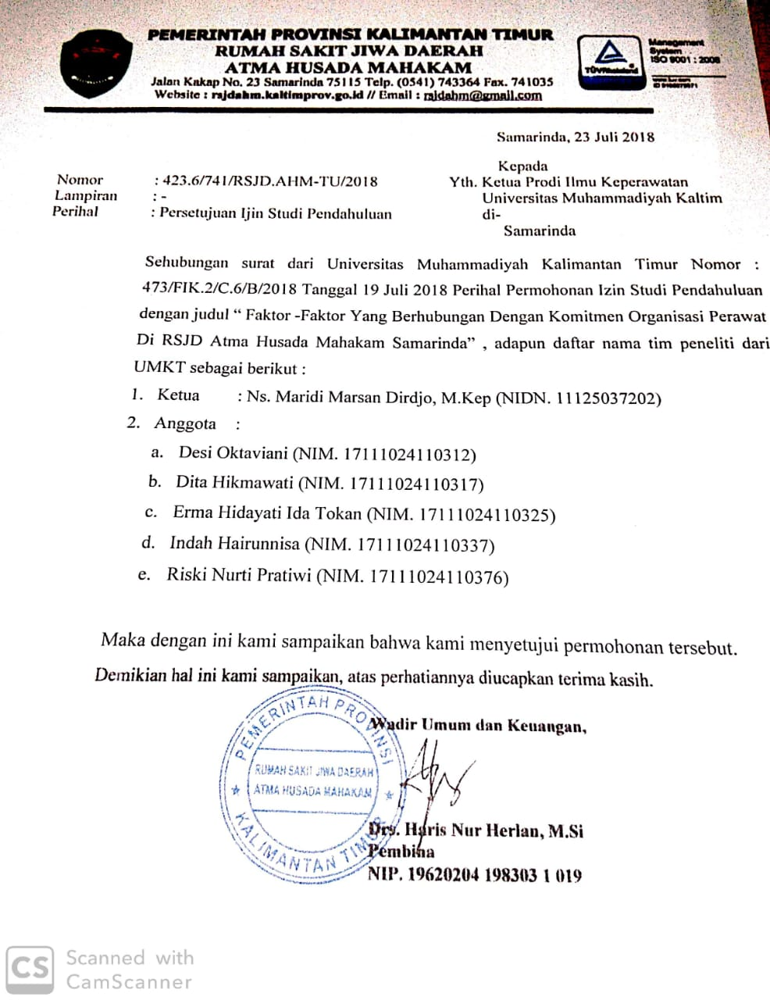 PEMERINTAH PROVINSI KALIMANTAN TIMUR
RUMAH SAKIT JIWA DAERAH
ATMA HUSADA MAHAKAM
Jalan Kakap No. 23 Samarinda 75115 Telp. (0541) 743364 Fax. 741035
Website : rsjdahm.kaltimprov.go.id // Email : rsjdahm@gmail.com
TÜVRheinland
Management
System
ISO 9001 : 2008
Samarinda, 23 Juli 2018
Nomor : 423.6/741/RSJD.AHM-TU/2018
Lampiran : -
Perihal : Persetujuan Ijin Studi Pendahuluan
Kepada
Yth. Ketua Prodi Ilmu Keperawatan
Universitas Muhammadiyah Kaltim
di-
Samarinda
Sehubungan surat dari Universitas Muhammadiyah Kalimantan Timur Nomor :
473/FIK.2/C.6/B/2018 Tanggal 19 Juli 2018 Perihal Permohonan Izin Studi Pendahuluan
dengan judul “ Faktor -Faktor Yang Berhubungan Dengan Komitmen Organisasi Perawat
Di RSJD Atma Husada Mahakam Samarinda” , adapun daftar nama tim peneliti dari
UMKT sebagai berikut :
1. Ketua : Ns. Maridi Marsan Dirdjo, M.Kep (NIDN. 11125037202)
2. Anggota :
a. Desi Oktaviani (NIM. 17111024110312)
b. Dita Hikmawati (NIM. 17111024110317)
c. Erma Hidayati Ida Tokan (NIM. 17111024110325)
d. Indah Hairunnisa (NIM. 17111024110337)
e. Riski Nurti Pratiwi (NIM. 17111024110376)
Maka dengan ini kami sampaikan bahwa kami menyetujui permohonan tersebut.
Demikian hal ini kami sampaikan, atas perhatiannya diucapkan terima kasih.
Wadir Umum dan Keuangan,
PEMERINTAH PROVINSI
RUMAH SAKIT JIWA DAERAH
ATMA HUSADA MAHAKAM
KALIMANTAN TIMUR
Drs. Haris Nur Herlan, M.Si
Pembina
NIP. 19620204 198303 1 019
CS
Scanned with
CamScanner